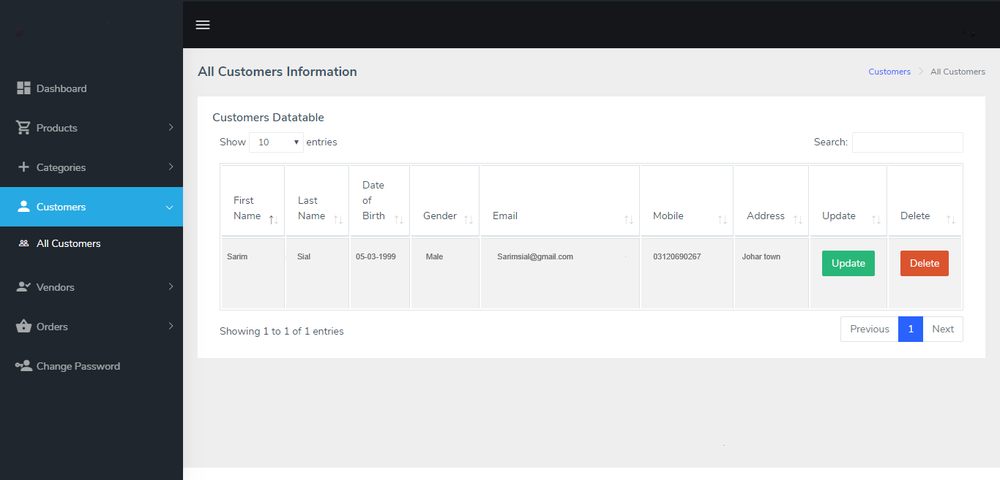 Dashboard
Products
Categories
Customers
All Customers
Vendors
Orders
Change Password
All Customers Information
Customers All Customers
Customers Datatable
Show 10 entries
Search:
First Name
Last Name
Date of Birth
Gender
Email
Mobile
Address
Update
Delete
Sarim Sial 05-03-1999 Male Sarimsial@gmail.com 03120690267 Johar town Update Delete
Showing 1 to 1 of 1 entries
Previous 1 Next